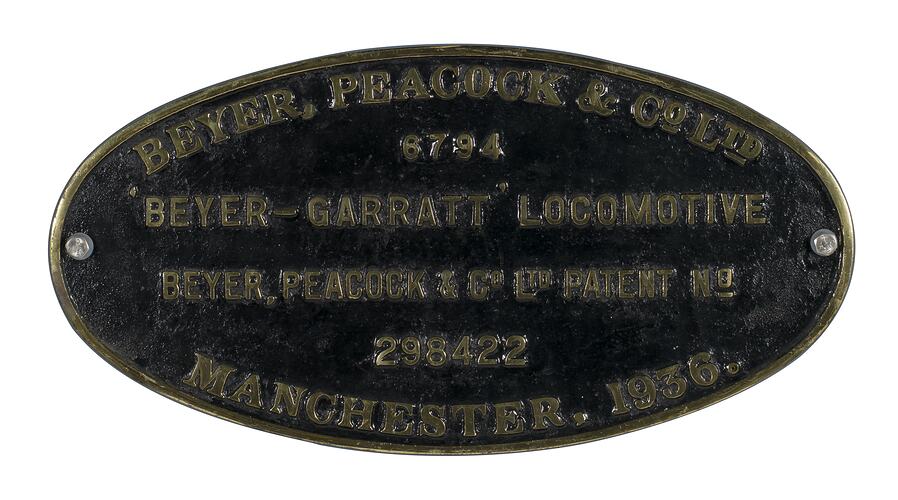 BEYER, PEACOCK & Cº LTD
6794
'BEYER-GARRATT' LOCOMOTIVE
BEYER, PEACOCK & Cº LTD PATENT Nº
298422
MANCHESTER. 1936.